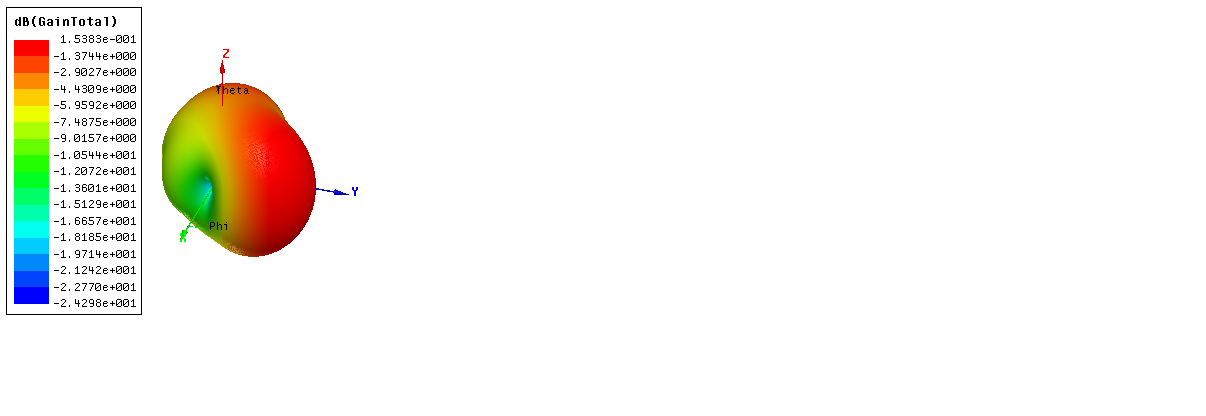 dB(GainTotal)
1.5383e-001
-1.3744e+000
-2.9027e+000
-4.4309e+000
-5.9592e+000
-7.4875e+000
-9.0157e+000
-1.0544e+001
-1.2072e+001
-1.3601e+001
-1.5129e+001
-1.6657e+001
-1.8185e+001
-1.9714e+001
-2.1242e+001
-2.2770e+001
-2.4298e+001
Z
Theta
Y
Phi
X